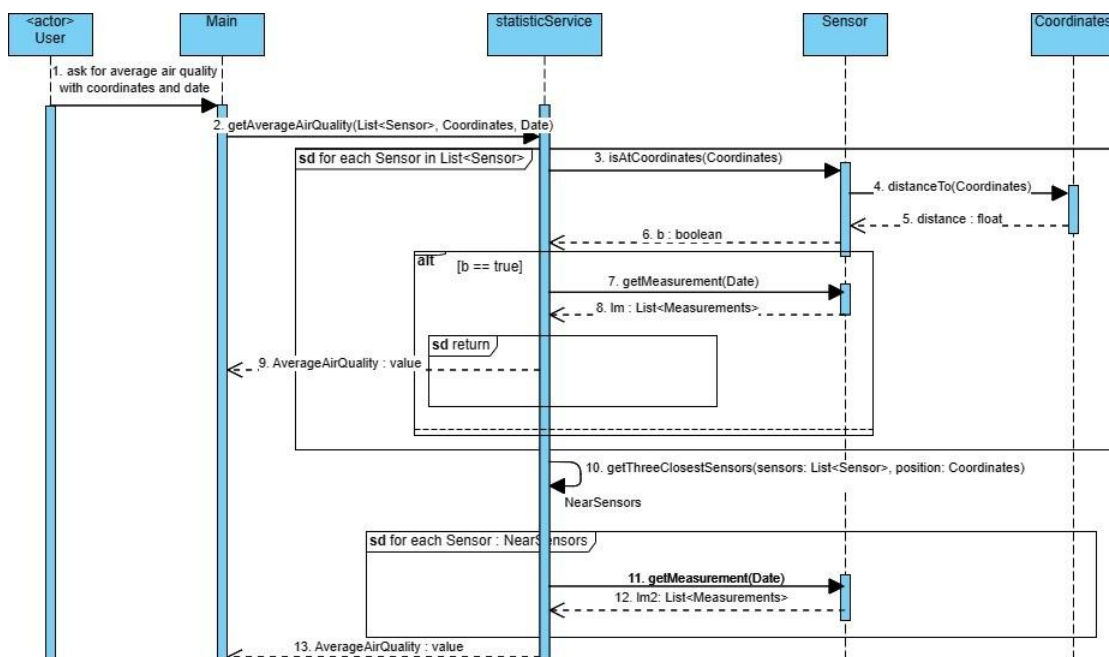 <actor>
User
Main
statisticService
Sensor
Coordinates
1. ask for average air quality
with coordinates and date
2. getAverageAirQuality(List<Sensor>, Coordinates, Date)
sd for each Sensor in List<Sensor>
3. isAtCoordinates(Coordinates)
4. distanceTo(Coordinates)
5. distance : float
6. b : boolean
alt
[b == true]
7. getMeasurement(Date)
8. lm : List<Measurements>
sd return
9. AverageAirQuality : value
10. getThreeClosestSensors(sensors: List<Sensor>, position: Coordinates)
NearSensors
sd for each Sensor : NearSensors
11. getMeasurement(Date)
12. lm2: List<Measurements>
13. AverageAirQuality : value